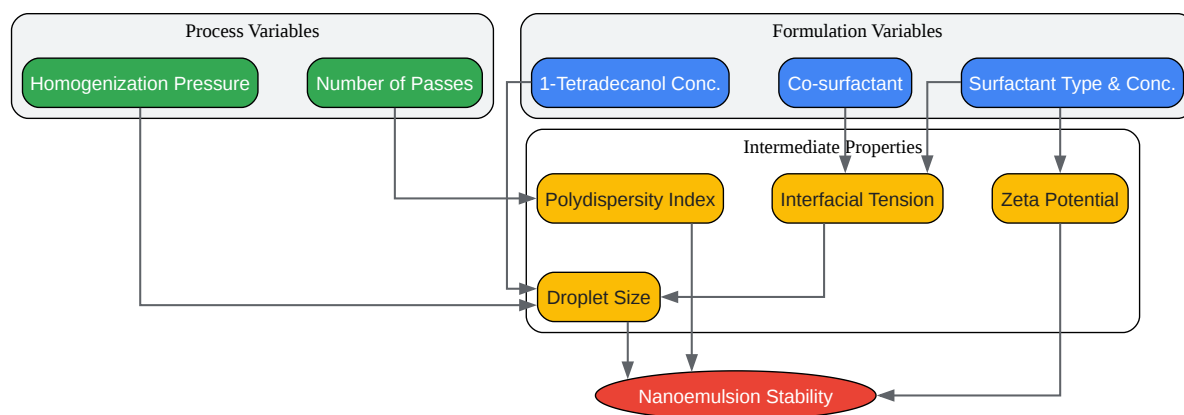 Process Variables
Formulation Variables
Homogenization Pressure
Number of Passes
1-Tetradecanol Conc.
Co-surfactant
Surfactant Type & Conc.
Intermediate Properties
Polydispersity Index
Interfacial Tension
Zeta Potential
Droplet Size
Nanoemulsion Stability